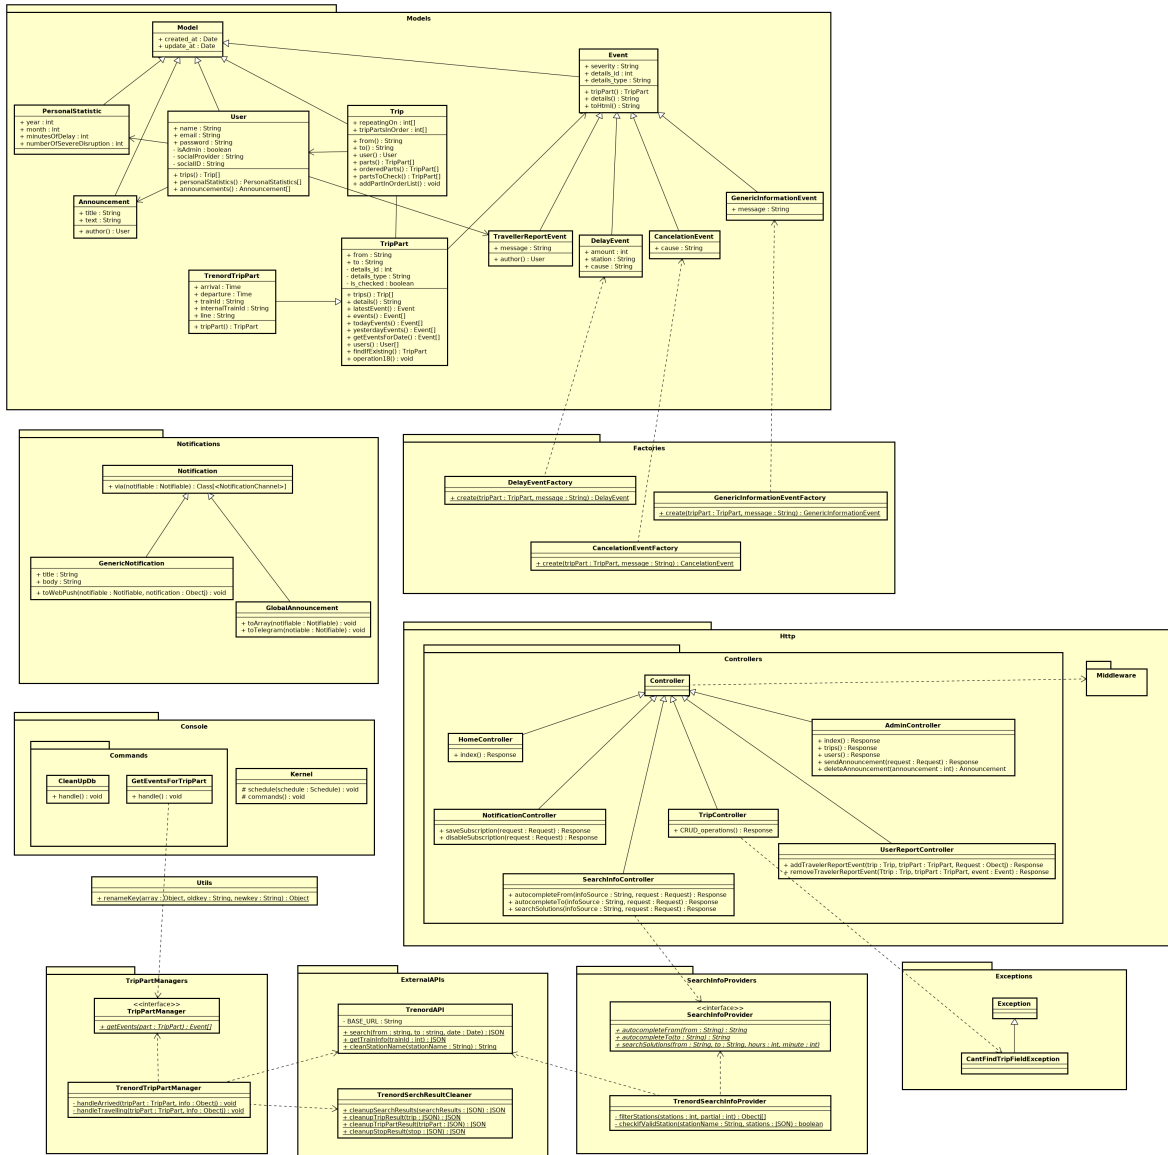 Models
Model
+ created_at : Date
+ update_at : Date
Event
+ severity : String
+ details_id : int
+ details_type : String
+ tripPart() : TripPart
+ details() : String
+ toHtml() : String
PersonalStatistic
+ year : int
+ month : int
+ minutesOfDelay : int
+ numberOfSevereDisruption : int
User
+ name : String
+ email : String
+ password : String
- isAdmin : boolean
- socialProvider : String
- socialID : String
+ trips() : Trip[]
+ personalStatistics() : PersonalStatistics[]
+ announcements() : Announcement[]
Trip
+ repeatingOn : int[]
+ tripPartsInOrder : int[]
+ from() : String
+ to() : String
+ user() : User
+ parts() : TripPart[]
+ orderedParts() : TripPart[]
+ partsToCheck() : TripPart[]
+ addPartInOrderList() : void
Announcement
+ title : String
+ text : String
+ author() : User
GenericInformationEvent
+ message : String
TravellerReportEvent
+ message : String
+ author() : User
DelayEvent
+ amount : int
+ station : String
+ cause : String
CancelationEvent
+ cause : String
TripPart
+ from : String
+ to : String
- details_id : int
- details_type : String
- is_checked : boolean
+ trips() : Trip[]
+ details() : String
+ latestEvent() : Event
+ events() : Event[]
+ todayEvents() : Event[]
+ yesterdayEvents() : Event[]
+ getEventsForDate() : Event[]
+ users() : User[]
+ findIfExisting() : TripPart
+ operation18() : void
TrenordTripPart
+ arrival : Time
+ departure : Time
+ trainId : String
+ internalTrainId : String
+ line : String
+ tripPart() : TripPart
Notifications
Notification
+ via(notifiable : Notifiable) : Class[<NotificationChannel>]
GenericNotification
+ title : String
+ body : String
+ toWebPush(notifiable : Notifiable, notification : Obectj) : void
GlobalAnnouncement
+ toArray(notifiable : Notifiable) : void
+ toTelegram(notiable : Notifiable) : void
Factories
DelayEventFactory
+ create(tripPart : TripPart, message : String) : DelayEvent
GenericInformationEventFactory
+ create(tripPart : TripPart, message : String) : GenericInformationEvent
CancelationEventFactory
+ create(tripPart : TripPart, message : String) : CancelationEvent
Http
Controllers
Controller
Middleware
HomeController
+ index() : Response
AdminController
+ index() : Response
+ trips() : Response
+ users() : Response
+ sendAnnouncement(request : Request) : Response
+ deleteAnnouncement(announcement : int) : Announcement
NotificationController
+ saveSubscription(request : Request) : Response
+ disableSubscription(request : Request) : Response
TripController
+ CRUD_operations() : Response
UserReportController
+ addTravelerReportEvent(trip : Trip, tripPart : TripPart, Request : Obectj) : Response
+ removeTravelerReportEvent(Ttrip : Trip, tripPart : TripPart, event : Event) : Response
SearchInfoController
+ autocompleteFrom(infoSource : String, request : Request) : Response
+ autocompleteTo(infoSource : String, request : Request) : Response
+ searchSolutions(infoSource : String, request : Request) : Response
Console
Commands
CleanUpDb
+ handle() : void
GetEventsForTripPart
+ handle() : void
Kernel
# schedule(schedule : Schedule) : void
# commands() : void
Utils
+ renameKey(array : Object, oldkey : String, newkey : String) : Object
TripPartManagers
<<interface>>
TripPartManager
+ getEvents(part : TripPart) : Event[]
TrenordTripPartManager
- handleArrived(tripPart : TripPart, info : Obectj) : void
- handleTravelling(tripPart : TripPart, info : Obectj) : void
ExternalAPIs
TrenordAPI
- BASE_URL : String
+ search(from : string, to : string, date : Date) : JSON
+ getTrainInfo(trainId : int) : JSON
+ cleanStationName(stationName : String) : String
TrenordSerchResultCleaner
+ cleanupSearchResults(searchResults : JSON) : JSON
+ cleanupTripResult(trip : JSON) : JSON
+ cleanupTripPartResult(tripPart : JSON) : JSON
+ cleanupStopResult(stop : JSON) : JSON
SearchInfoProviders
<<interface>>
SearchInfoProvider
+ autocompleteFrom(from : String) : String
+ autocompleteTo(to : String) : String
+ searchSolutions(from : String, to : String, hours : int, minute : int)
TrenordSearchInfoProvider
- filterStations(stations : int, partial : int) : Obectj[]
- checkIfValidStation(stationName : String, stations : JSON) : boolean
Exceptions
Exception
CantFindTripFieldException